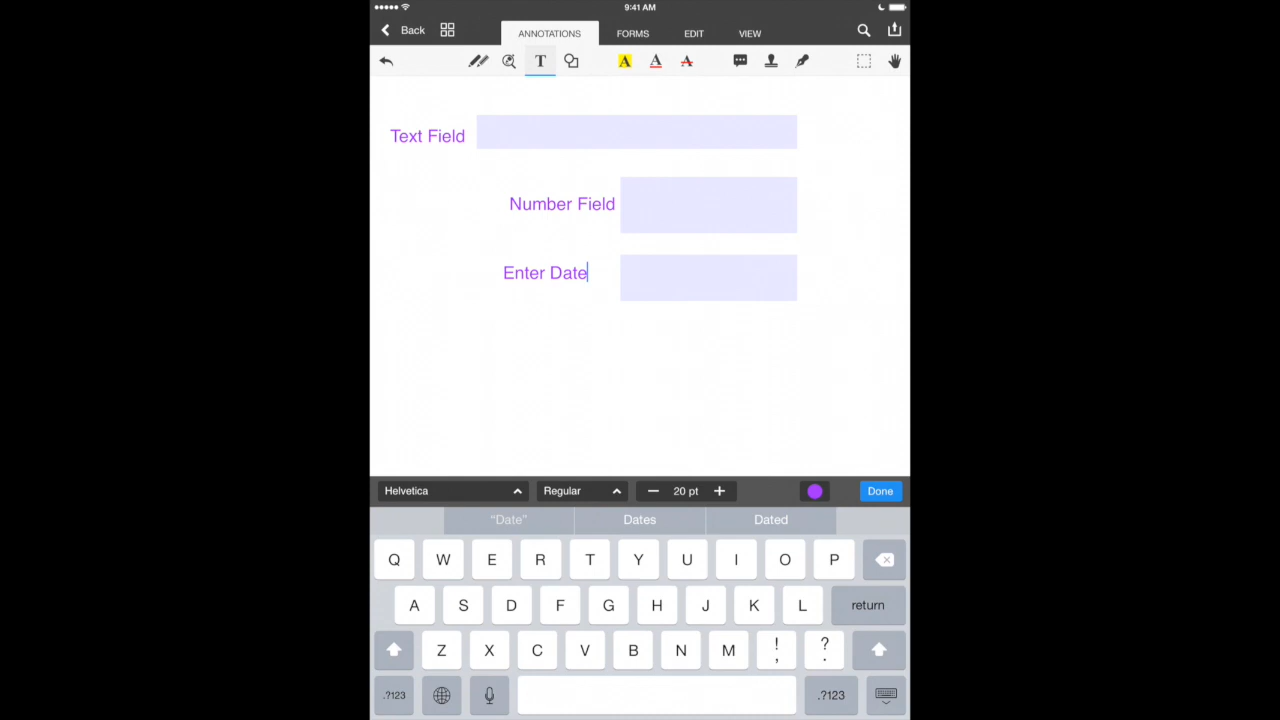 9:41 AM
Back ANNOTATIONS FORMS EDIT VIEW
T A A A
Text Field
Number Field
Enter Date
Helvetica Regular — 20 pt + Done
“Date” Dates Dated
Q W E R T Y U I O P
A S D F G H J K L return
Z X C V B N M ! , ? .
.?123 .?123